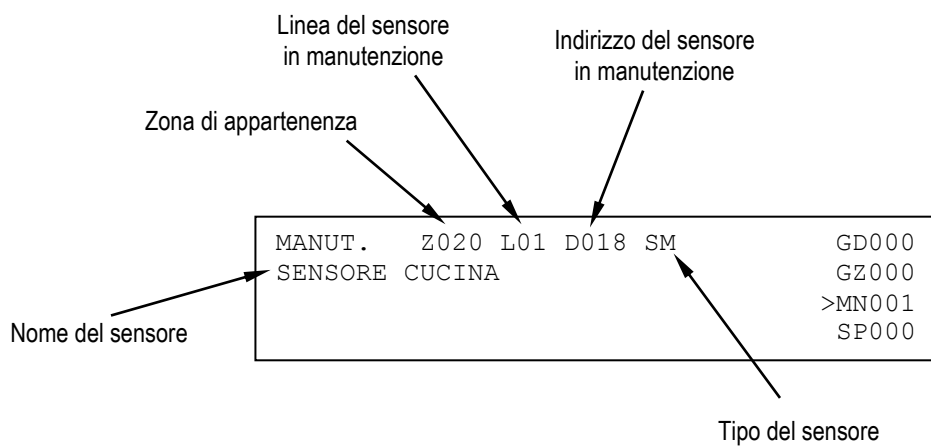 Linea del sensore
in manutenzione
Indirizzo del sensore
in manutenzione
Zona di appartenenza
MANUT. Z020 L01 D018 SM GD000
SENSORE CUCINA GZ000
>MN001
SP000
Nome del sensore
Tipo del sensore